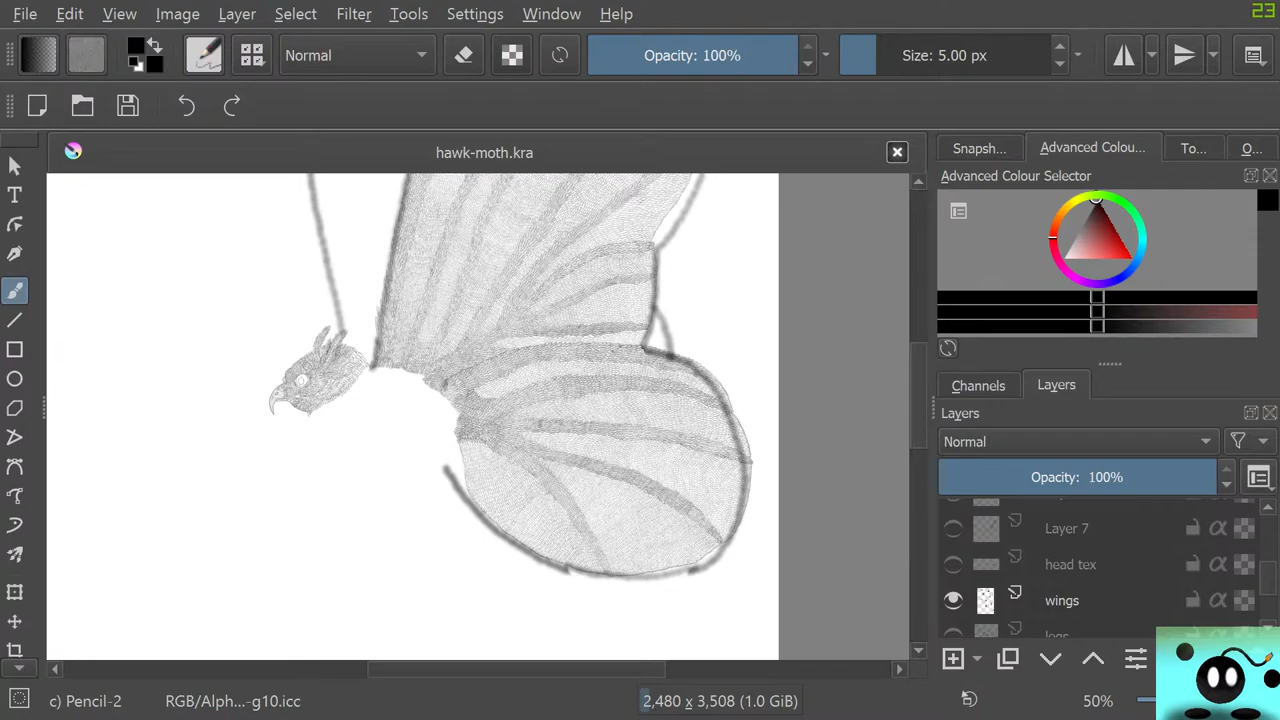 File Edit View Image Layer Select Filter Tools Settings Window Help
23
Normal
Opacity: 100%
Size: 5.00 px
hawk-moth.kra
Snapsh...
Advanced Colou...
To...
O...
Advanced Colour Selector
Channels
Layers
Layers
Normal
Opacity: 100%
Layer 7
head tex
wings
legs
c) Pencil-2
RGB/Alph...-g10.icc
2,480 x 3,508 (1.0 GiB)
50%